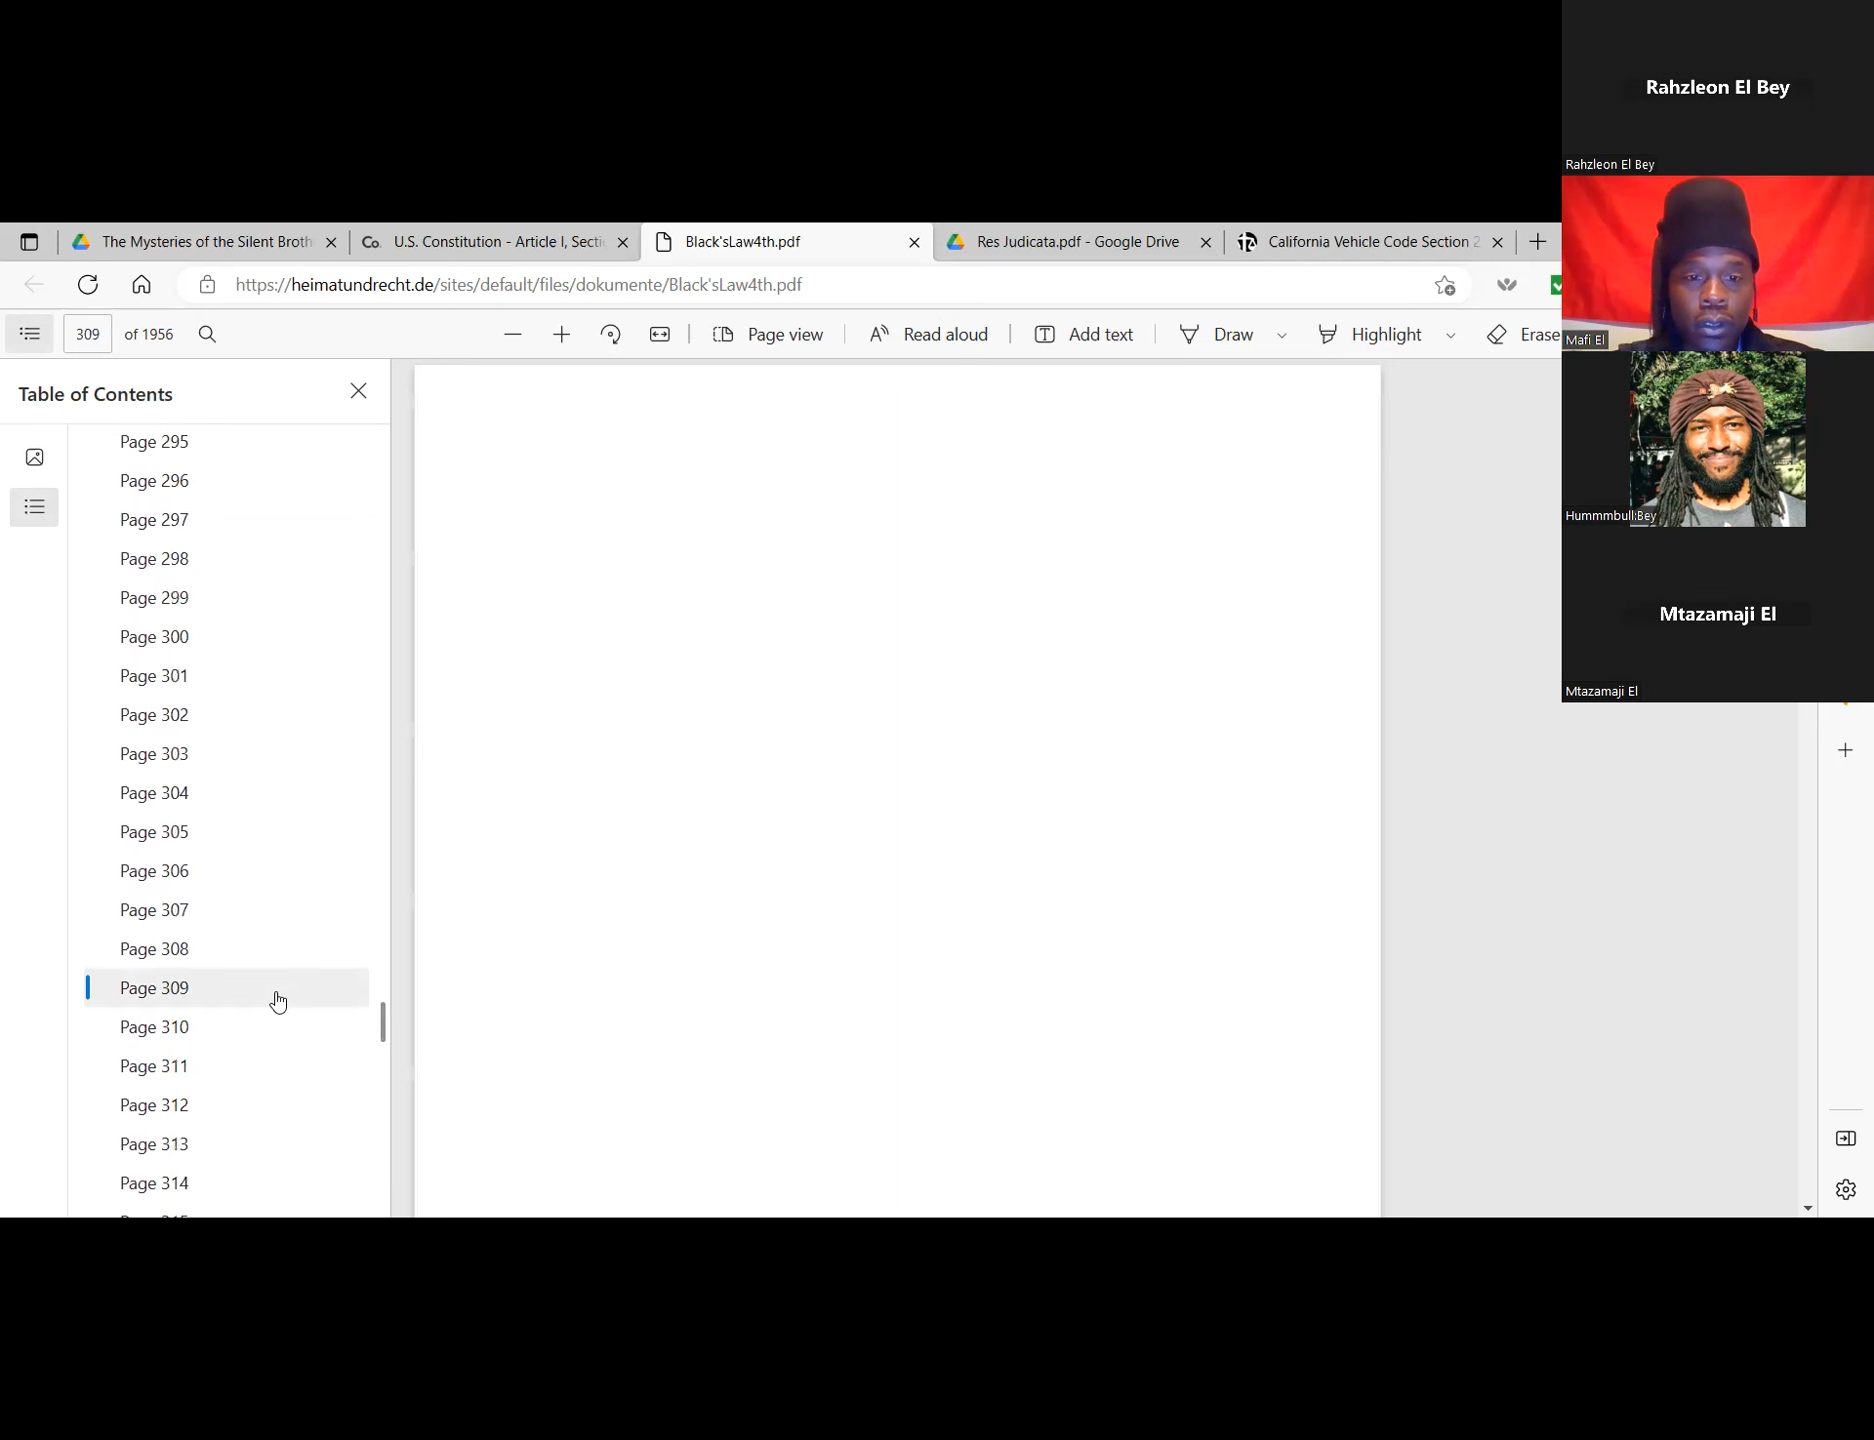 Rahzleon El Bey
Rahzleon El Bey
Mafi El
Hummmbull:Bey
Mtazamaji El
Mtazamaji El
The Mysteries of the Silent Broth
Co. U.S. Constitution - Article I, Secti
Black'sLaw4th.pdf
Res Judicata.pdf - Google Drive
California Vehicle Code Section 2
https://heimatundrecht.de/sites/default/files/dokumente/Black'sLaw4th.pdf
309 of 1956
Page view
Read aloud
Add text
Draw
Highlight
Erase
Table of Contents
Page 295
Page 296
Page 297
Page 298
Page 299
Page 300
Page 301
Page 302
Page 303
Page 304
Page 305
Page 306
Page 307
Page 308
Page 309
Page 310
Page 311
Page 312
Page 313
Page 314